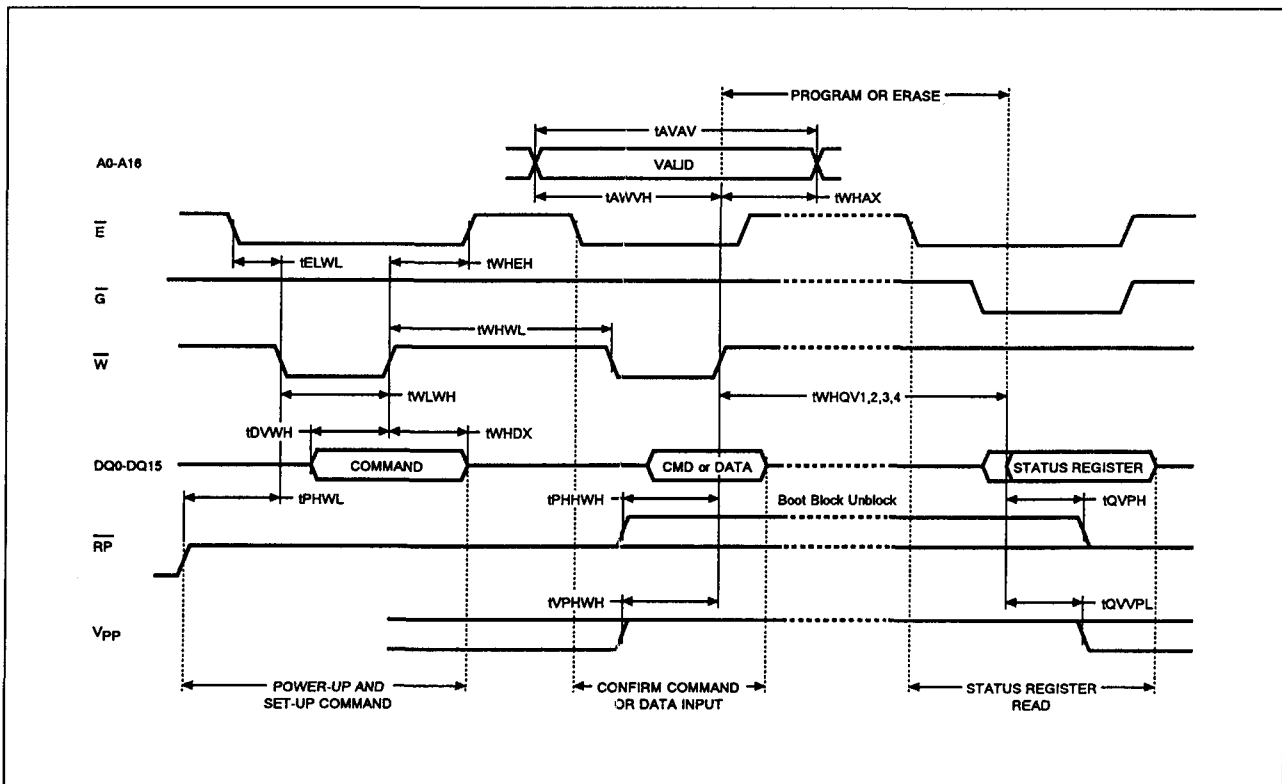 PROGRAM OR ERASE
tAVAV
A0-A16
VALID
tAWVH
tWHAX
E
tELWL
tWHEH
G
tWHWL
W
tWLWH
tWHQV1,2,3,4
tDVWH
tWHDX
DQ0-DQ15
COMMAND
CMD or DATA
STATUS REGISTER
tPHWL
tPHHWH
Boot Block Unblock
tQVPH
RP
tVPHWH
tQVVPL
VPP
POWER-UP AND
SET-UP COMMAND
CONFIRM COMMAND
OR DATA INPUT
STATUS REGISTER
READ